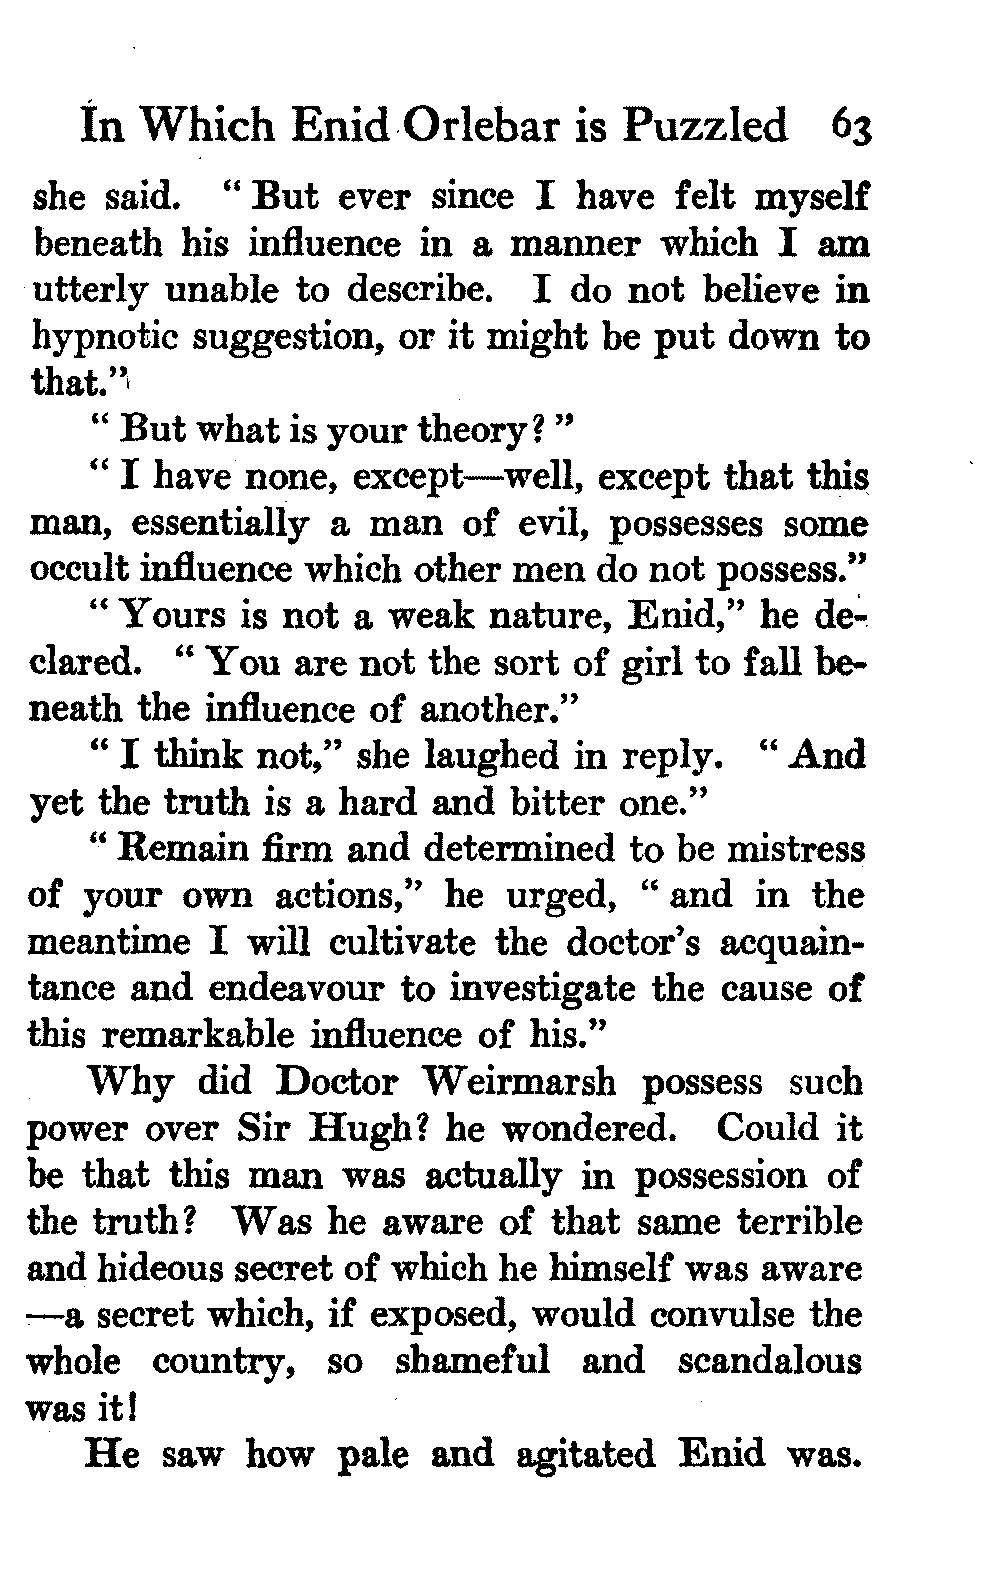 In Which Enid Orlebar is Puzzled 63
she said. “ But ever since I have felt myself
beneath his influence in a manner which I am
utterly unable to describe. I do not believe in
hypnotic suggestion, or it might be put down to
that.”
“ But what is your theory? ”
“ I have none, except—well, except that this
man, essentially a man of evil, possesses some
occult influence which other men do not possess.”
“ Yours is not a weak nature, Enid,” he de-
clared. “ You are not the sort of girl to fall be-
neath the influence of another.”
“ I think not,” she laughed in reply. “ And
yet the truth is a hard and bitter one.”
“ Remain firm and determined to be mistress
of your own actions,” he urged, “ and in the
meantime I will cultivate the doctor’s acquain-
tance and endeavour to investigate the cause of
this remarkable influence of his.”
Why did Doctor Weirmarsh possess such
power over Sir Hugh? he wondered. Could it
be that this man was actually in possession of
the truth? Was he aware of that same terrible
and hideous secret of which he himself was aware
—a secret which, if exposed, would convulse the
whole country, so shameful and scandalous
was it!
He saw how pale and agitated Enid was.